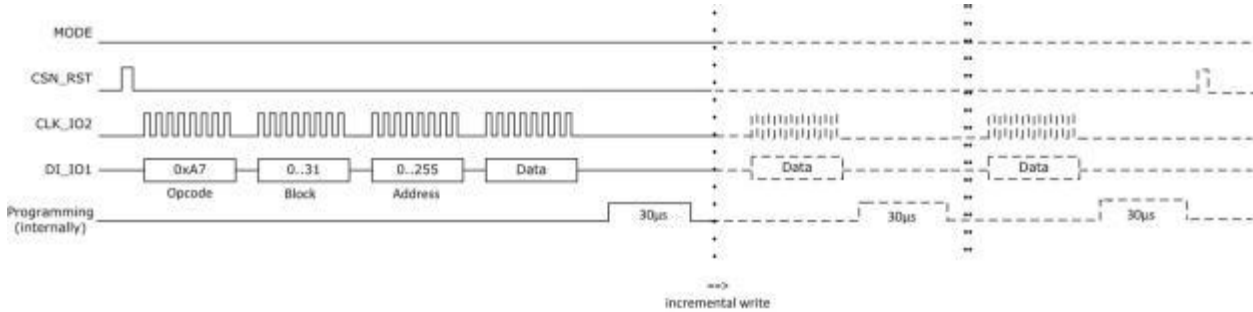 MODE
CSN_RST
CLK_IO2
DI_IO1 0xA7 0..31 0..255 Data Data Data
Opcode Block Address
Programming (internally) 30µs 30µs 30µs
==>
incremental write